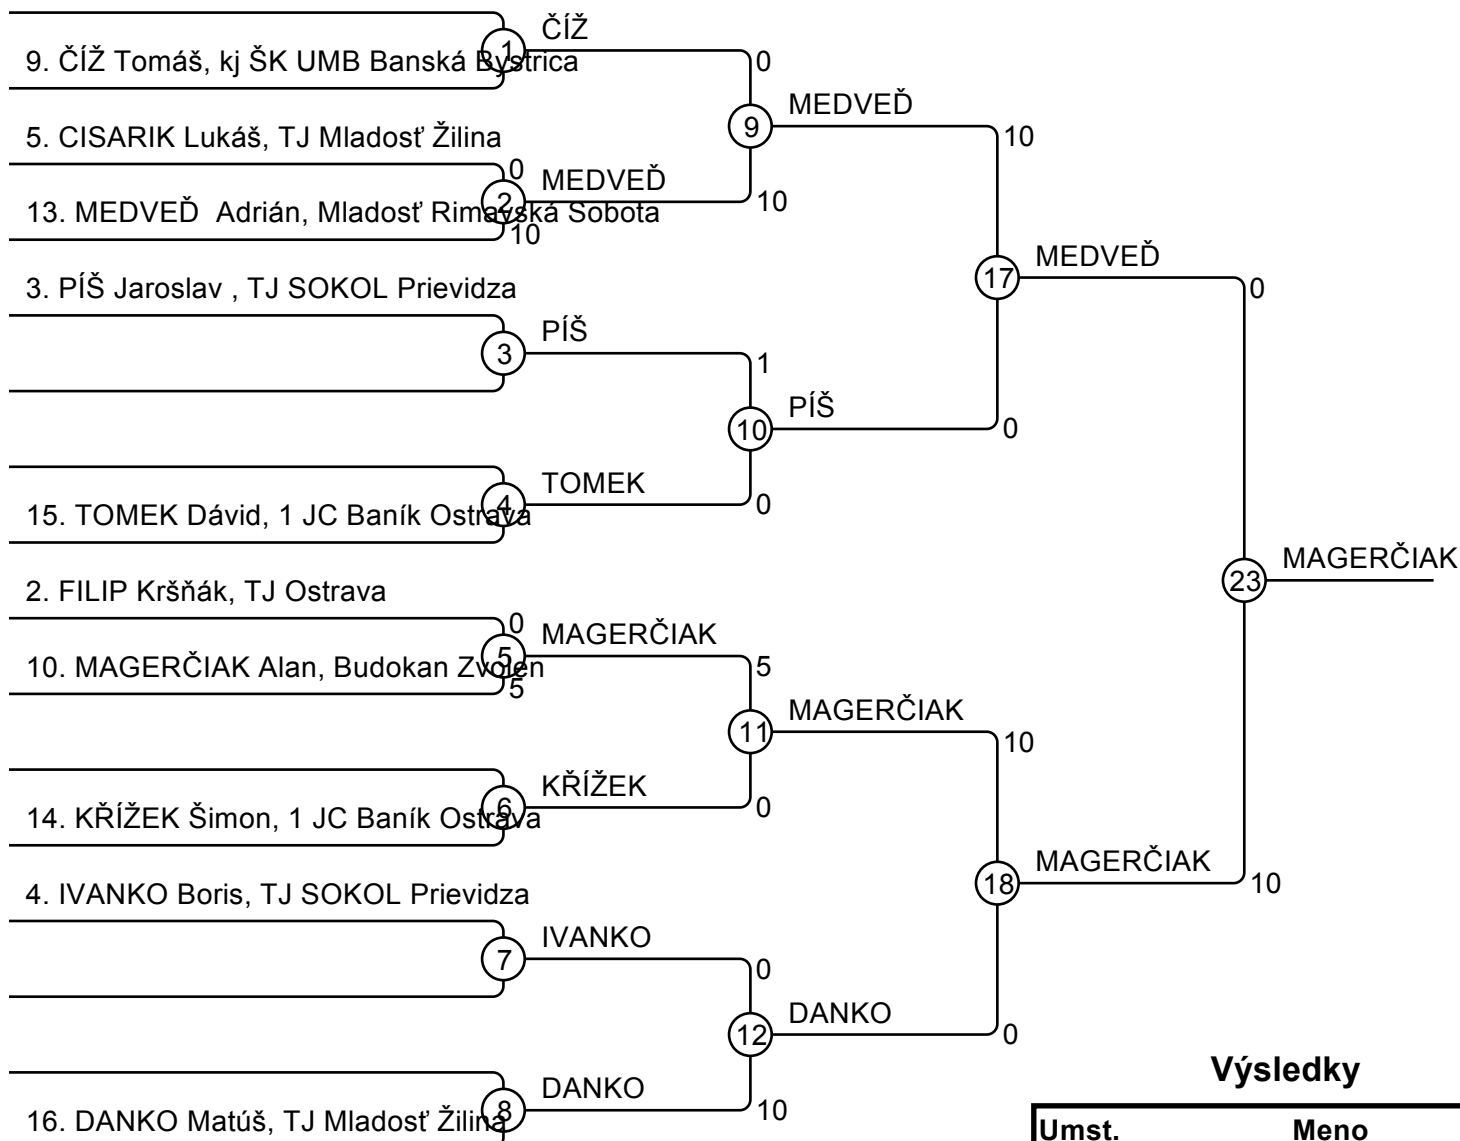 ČÍŽ
9. ČÍŽ Tomáš, kj ŠK UMB Banská Bystrica
1
0
MEDVEĎ
9
5. CISARIK Lukáš, TJ Mladosť Žilina
10
0
MEDVEĎ
2
10
13. MEDVEĎ  Adrián, Mladosť Rimavská Sobota
10
MEDVEĎ
17
3. PÍŠ Jaroslav , TJ SOKOL Prievidza
0
PÍŠ
3
1
PÍŠ
10
0
TOMEK
4
0
15. TOMEK Dávid, 1 JC Baník Ostrava
MAGERČIAK
23
2. FILIP Kršňák, TJ Ostrava
0
MAGERČIAK
5
10. MAGERČIAK Alan, Budokan Zvolen
5
5
MAGERČIAK
11
10
KŘÍŽEK
6
0
14. KŘÍŽEK Šimon, 1 JC Baník Ostrava
MAGERČIAK
18
10
4. IVANKO Boris, TJ SOKOL Prievidza
IVANKO
7
0
DANKO
12
0
Výsledky
DANKO
8
10
16. DANKO Matúš, TJ Mladosť Žilina
Umst. Meno